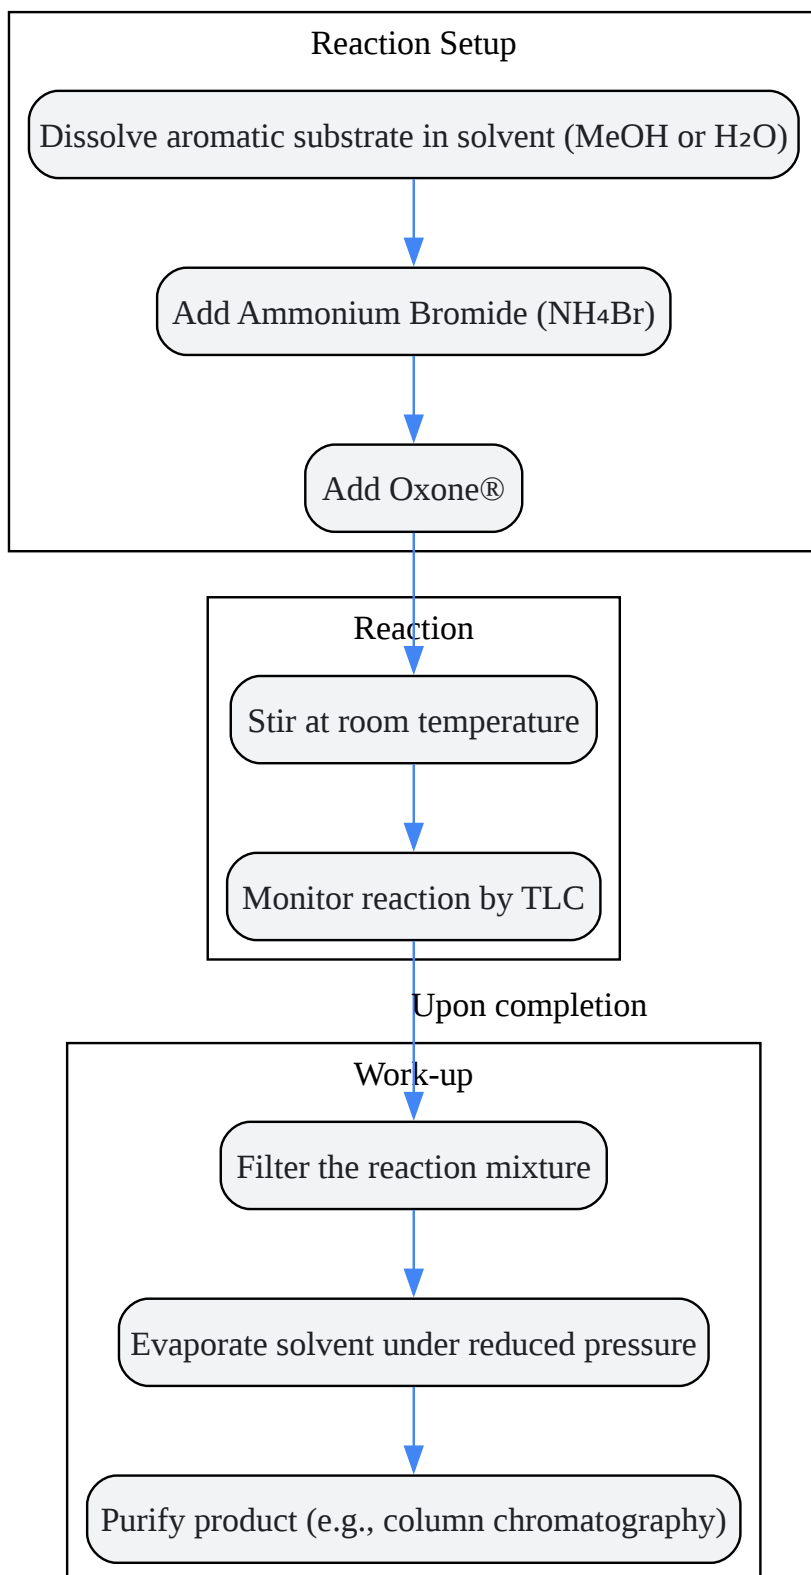 Reaction Setup
Dissolve aromatic substrate in solvent (MeOH or H₂O)
Add Ammonium Bromide (NH₄Br)
Add Oxone®
Reaction
Stir at room temperature
Monitor reaction by TLC
Upon completion
Work-up
Filter the reaction mixture
Evaporate solvent under reduced pressure
Purify product (e.g., column chromatography)